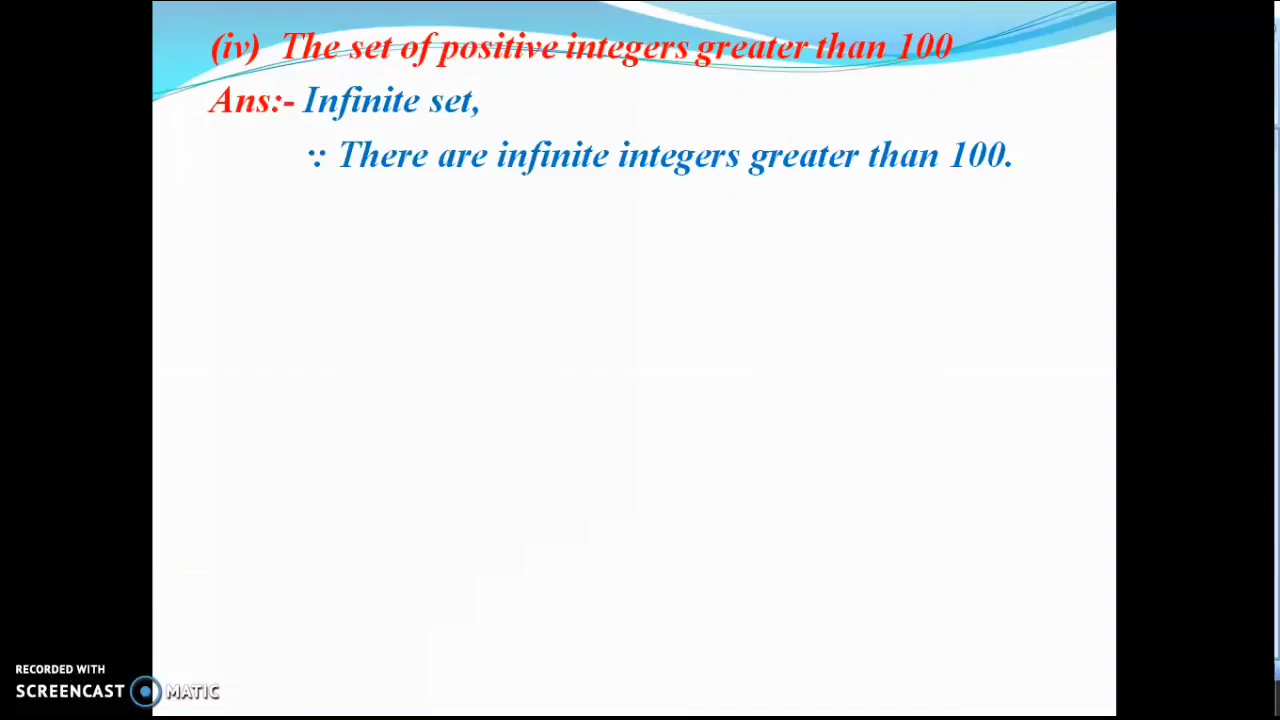 (iv) The set of positive integers greater than 100
Ans:- Infinite set,
∵ There are infinite integers greater than 100.
RECORDED WITH
SCREENCAST MATIC